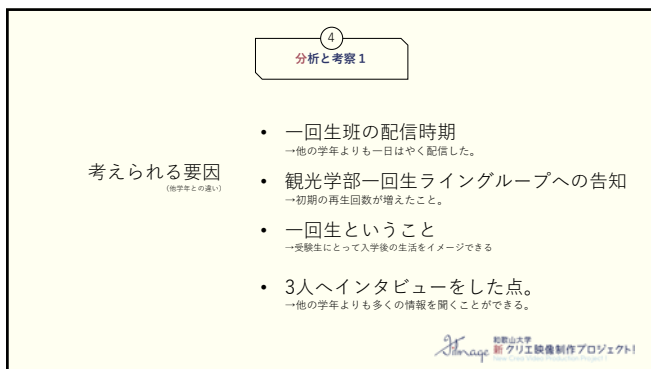 4
分析と考察１
考えられる要因
(他学年との違い)
• 一回生班の配信時期
→他の学年よりも一日はやく配信した。
• 観光学部一回生ライングループへの告知
→初期の再生回数が増えたこと。
• 一回生ということ
→受験生にとって入学後の生活をイメージできる
• 3人へインタビューをした点。
→他の学年よりも多くの情報を聞くことができる。
和歌山大学
新 クリエ映像制作プロジェクト!
New Crea Video Production Project !